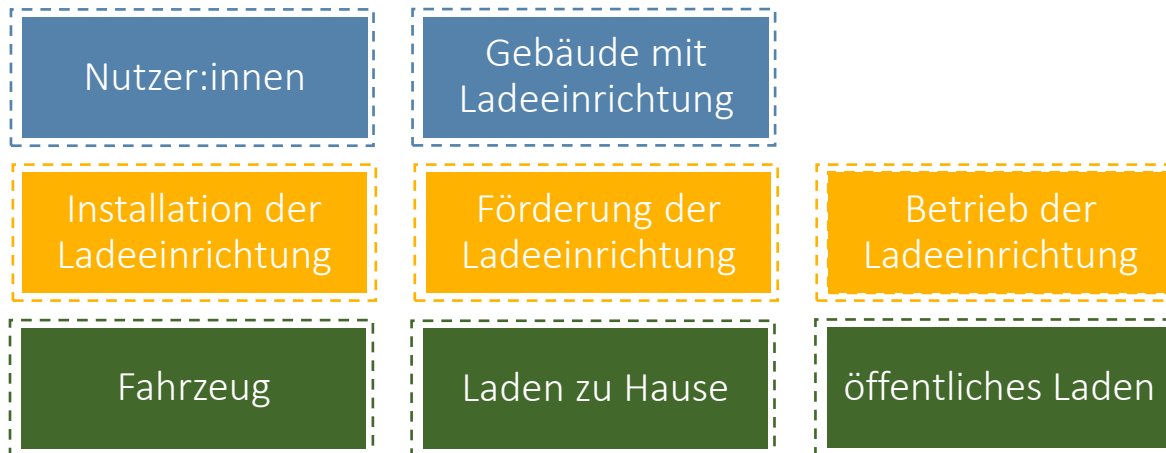 Nutzer:innen
Gebäude mit
Ladeeinrichtung
Installation der
Ladeeinrichtung
Förderung der
Ladeeinrichtung
Betrieb der
Ladeeinrichtung
Fahrzeug
Laden zu Hause
öffentliches Laden